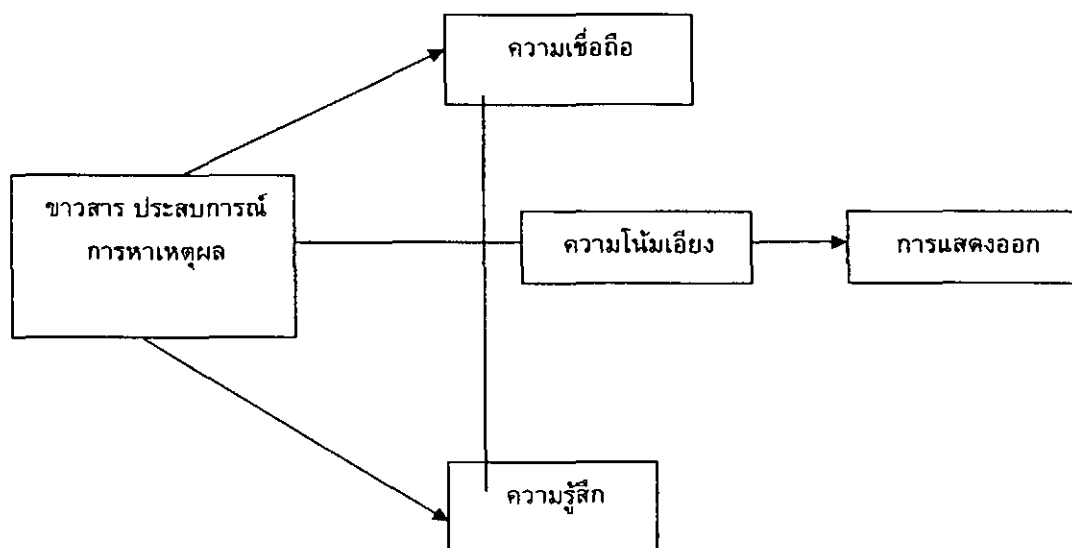 ความเชื่อถือ
ขาวสาร ประสบการณ์
การหาเหตุผล
ความโน้มเอียง
การแสดงออก
ความรู้สึก